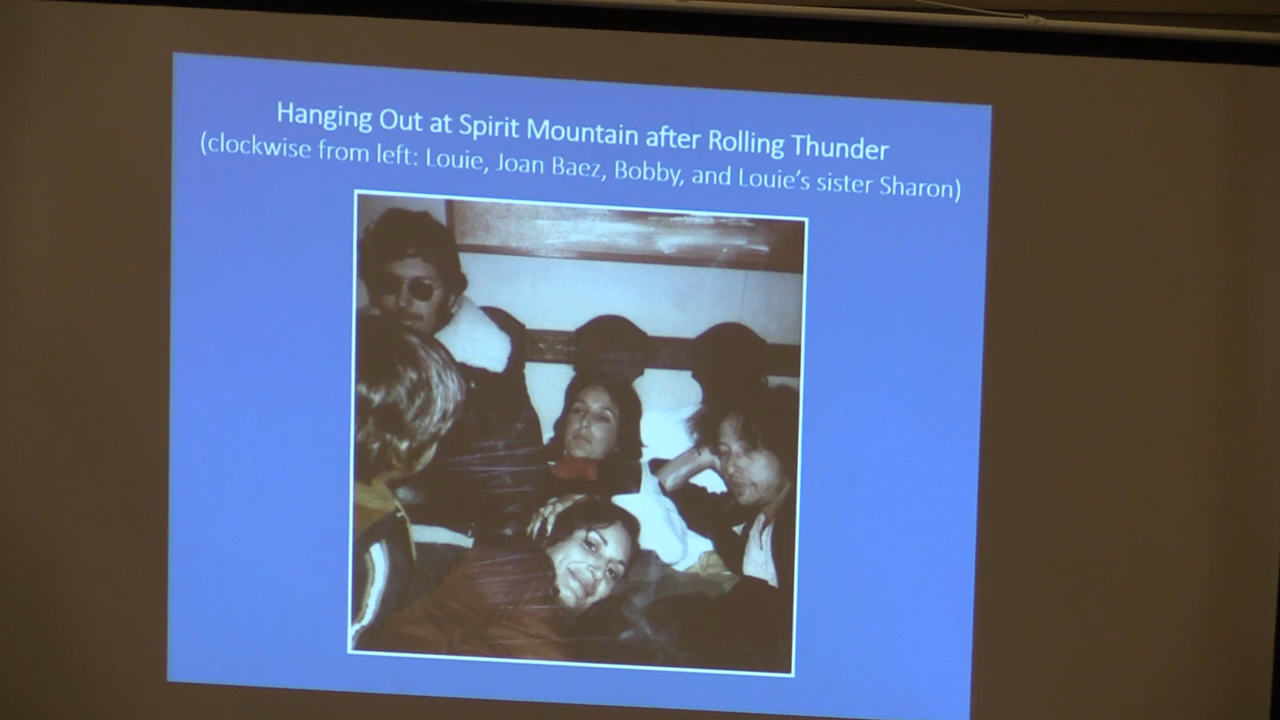 Hanging Out at Spirit Mountain after Rolling Thunder
(clockwise from left: Louie, Joan Baez, Bobby, and Louie's sister Sharon)